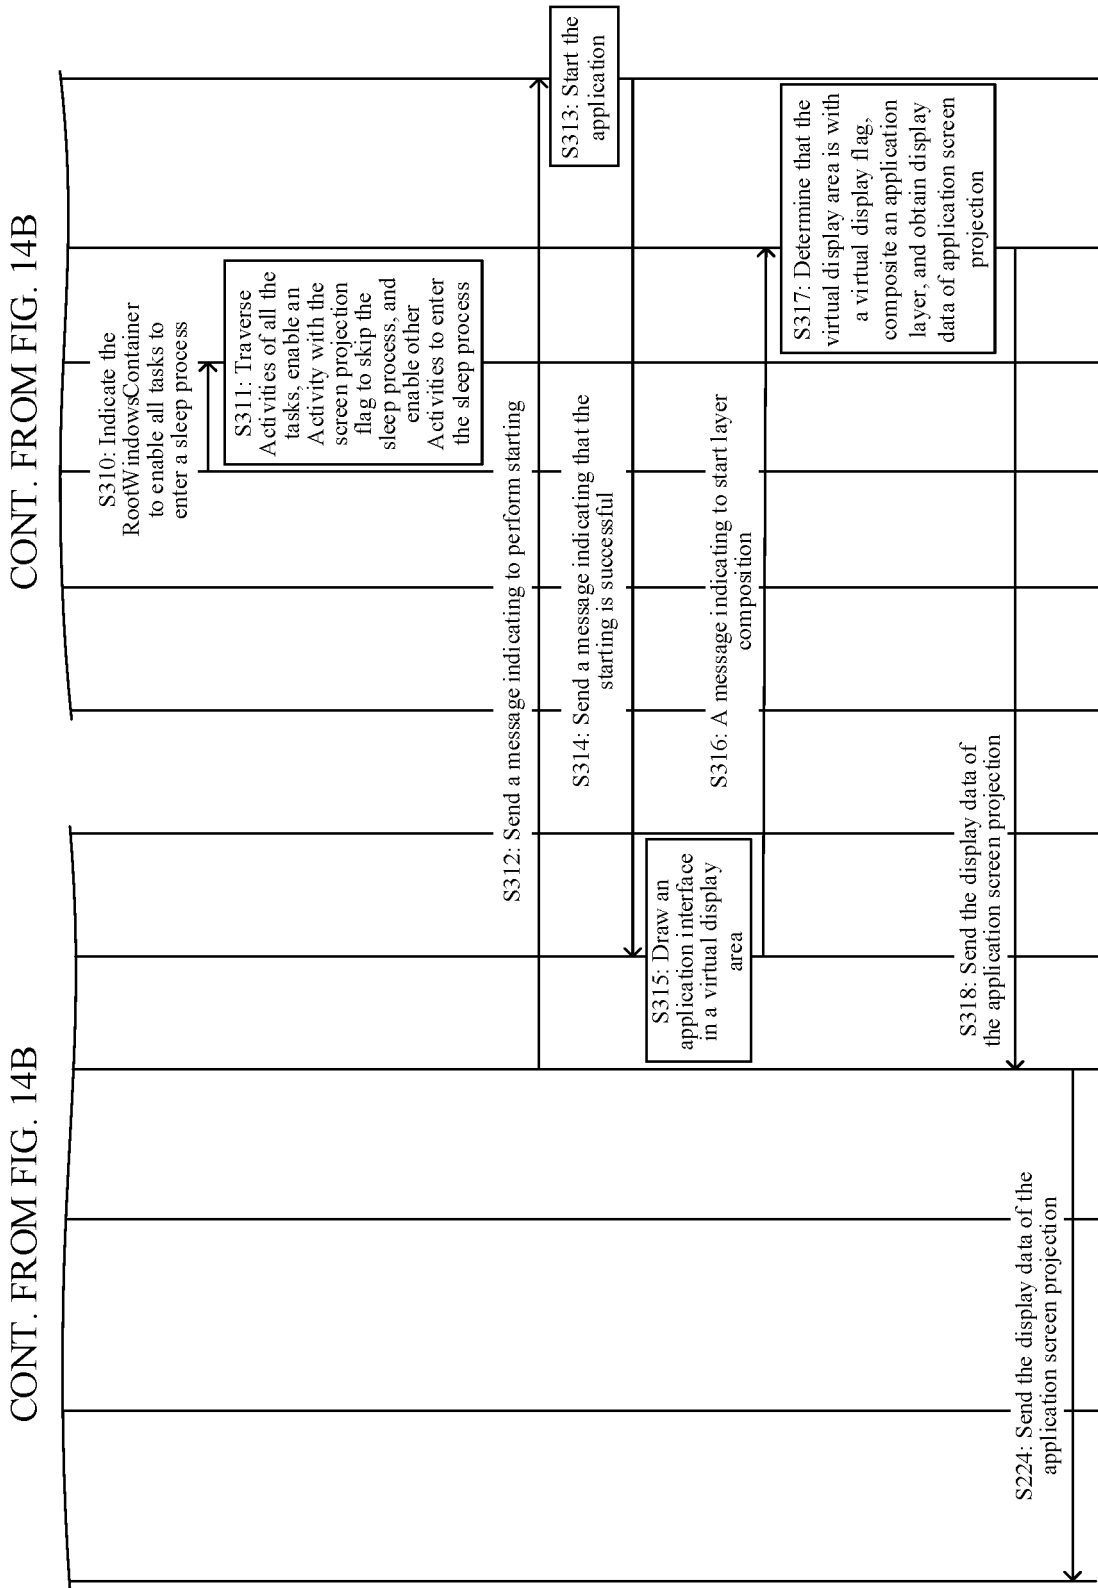 CONT. FROM FIG. 14B
CONT. FROM FIG. 14B
S310: Indicate the
RootWindowsContainer
to enable all tasks to
enter a sleep process
S311: Traverse
Activities of all the
tasks, enable an
Activity with the
screen projection
flag to skip the
sleep process, and
enable other
Activities to enter
the sleep process
S312: Send a message indicating to perform starting
S313: Start the
application
S314: Send a message indicating that the
starting is successful
S315: Draw an
application interface
in a virtual display
area
S316: A message indicating to start layer
composition
S317: Determine that the
virtual display area is with
a virtual display flag,
composite an application
layer, and obtain display
data of application screen
projection
S318: Send the display data of
the application screen projection
S224: Send the display data of the
application screen projection